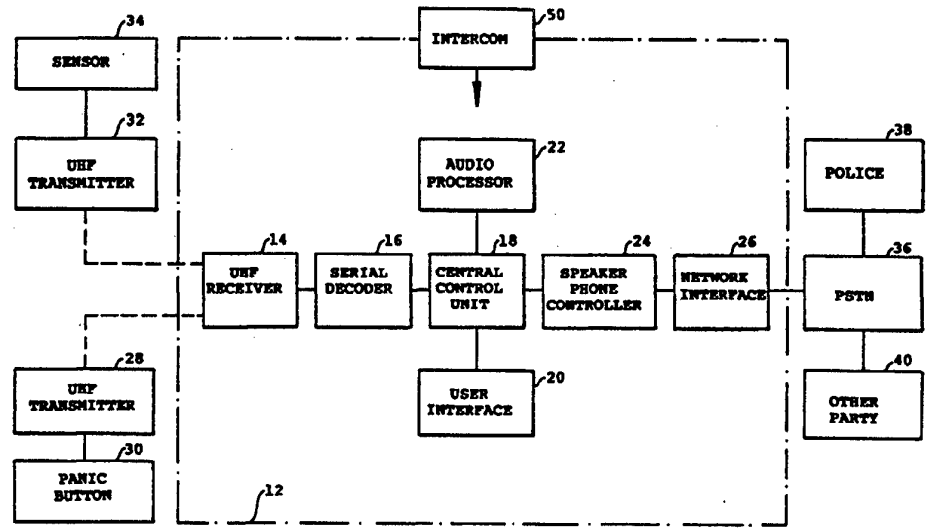 34
SENSOR
32
UHF
TRANSMITTER
50
INTERCOM
22
AUDIO
PROCESSOR
38
POLICE
14
UHF
RECEIVER
16
SERIAL
DECODER
18
CENTRAL
CONTROL
UNIT
24
SPEAKER
PHONE
CONTROLLER
26
NETWORK
INTERFACE
36
PSTN
28
UHF
TRANSMITTER
20
USER
INTERFACE
40
OTHER
PARTY
30
PANIC
BUTTON
12